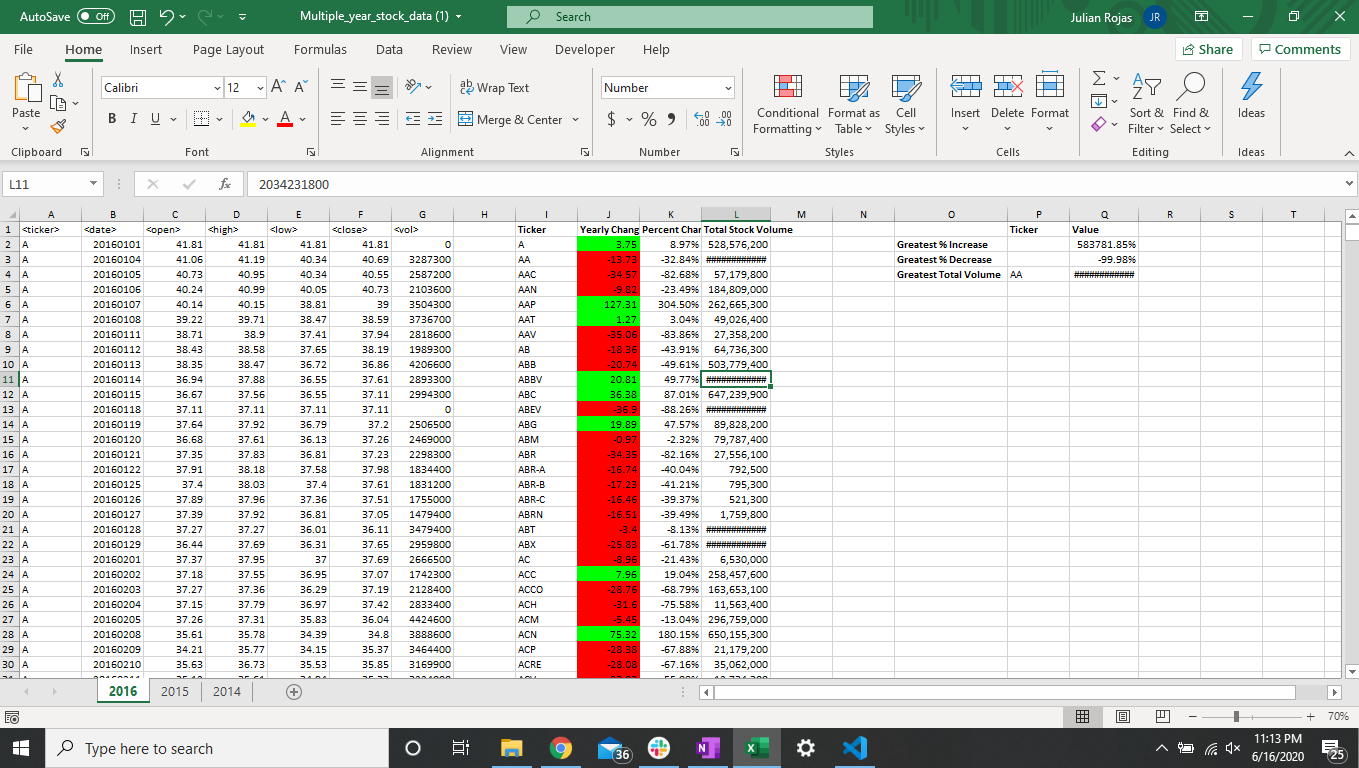 AutoSave Off Multiple_year_stock_data (1) Search Julian Rojas JR
File Home Insert Page Layout Formulas Data Review View Developer Help Share Comments
Calibri 12 ab Wrap Text Number
Paste B I U A Merge & Center $ % 9 Conditional Formatting Format as Table Cell Styles Insert Delete Format Sort & Filter Find & Select Ideas
Clipboard Font Alignment Number Styles Cells Editing Ideas
L11 fx 2034231800
A B C D E F G H I J K L M N O P Q R S T
1 <ticker> <date> <open> <high> <low> <close> <vol> Ticker Yearly Chang Percent Char Total Stock Volume Ticker Value
2 A 20160101 41.81 41.81 41.81 41.81 0 A 3.75 8.97% 528,576,200 Greatest % Increase 583781.85%
3 A 20160104 41.06 41.19 40.34 40.69 3287300 AA -13.73 -32.84% ############ Greatest % Decrease -99.98%
4 A 20160105 40.73 40.95 40.34 40.55 2587200 AAC -34.57 -82.68% 57,179,800 Greatest Total Volume AA ############
5 A 20160106 40.24 40.99 40.05 40.73 2103600 AAN -9.82 -23.49% 184,809,000
6 A 20160107 40.14 40.15 38.81 39 3504300 AAP 127.31 304.50% 262,665,300
7 A 20160108 39.22 39.71 38.47 38.59 3736700 AAT 1.27 3.04% 49,026,400
8 A 20160111 38.71 38.9 37.41 37.94 2818600 AAV -35.06 -83.86% 27,358,200
9 A 20160112 38.43 38.58 37.65 38.19 1989300 AB -18.36 -43.91% 64,736,300
10 A 20160113 38.35 38.47 36.72 36.86 4206600 ABB -20.74 -49.61% 503,779,400
11 A 20160114 36.94 37.88 36.55 37.61 2893300 ABBV 20.81 49.77% ############
12 A 20160115 36.67 37.56 36.55 37.11 2994300 ABC 36.38 87.01% 647,239,900
13 A 20160118 37.11 37.11 37.11 37.11 0 ABEV -36.9 -88.26% ############
14 A 20160119 37.64 37.92 36.79 37.2 2506500 ABG 19.89 47.57% 89,828,200
15 A 20160120 36.68 37.61 36.13 37.26 2469000 ABM -0.97 -2.32% 79,787,400
16 A 20160121 37.35 37.83 36.81 37.23 2298300 ABR -34.35 -82.16% 27,556,100
17 A 20160122 37.91 38.18 37.58 37.98 1834400 ABR-A -16.74 -40.04% 792,500
18 A 20160125 37.4 38.03 37.4 37.61 1831200 ABR-B -17.23 -41.21% 795,300
19 A 20160126 37.89 37.96 37.36 37.51 1755000 ABR-C -16.46 -39.37% 521,300
20 A 20160127 37.39 37.92 36.81 37.05 1479400 ABRN -16.51 -39.49% 1,759,800
21 A 20160128 37.27 37.27 36.01 36.11 3479400 ABT -3.4 -8.13% ############
22 A 20160129 36.44 37.69 36.31 37.65 2959800 ABX -25.83 -61.78% ############
23 A 20160201 37.37 37.95 37 37.69 2666500 AC -8.96 -21.43% 6,530,000
24 A 20160202 37.18 37.55 36.95 37.07 1742300 ACC 7.96 19.04% 258,457,600
25 A 20160203 37.27 37.36 36.29 37.19 2128400 ACCO -28.76 -68.79% 163,653,100
26 A 20160204 37.15 37.79 36.97 37.42 2833400 ACH -31.6 -75.58% 11,563,400
27 A 20160205 37.26 37.31 35.83 36.04 4424600 ACM -5.45 -13.04% 296,759,000
28 A 20160208 35.61 35.78 34.39 34.8 3888600 ACN 75.32 180.15% 650,155,300
29 A 20160209 34.21 35.77 34.15 35.37 3464400 ACP -28.38 -67.88% 21,179,200
30 A 20160210 35.63 36.73 35.53 35.85 3169900 ACRE -28.08 -67.16% 35,062,000
2016 2015 2014
70%
Type here to search 36 11:13 PM
6/16/2020 25